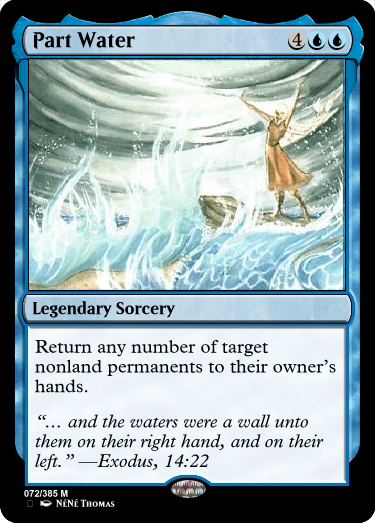 Part Water 4
Legendary Sorcery
Return any number of target
nonland permanents to their owner's
hands.
“... and the waters were a wall unto
them on their right hand, and on their
left.” —Exodus, 14:22
072/385 M
NéNé Thomas